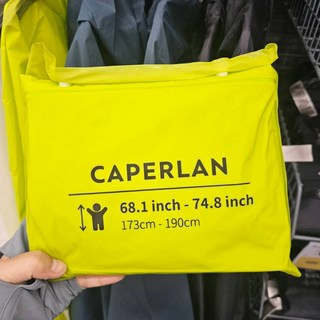 CAPERLAN
68.1 inch - 74.8 inch
173cm - 190cm